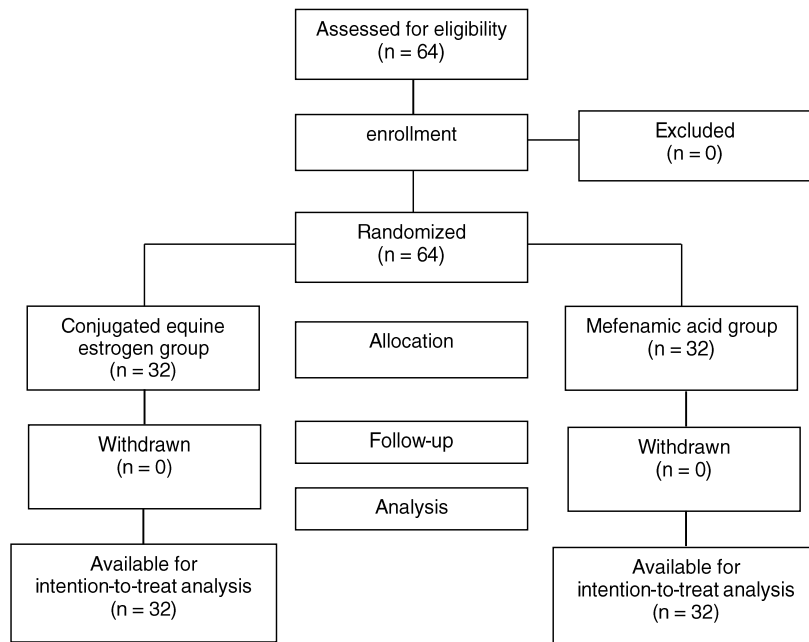 Assessed for eligibility
(n = 64)
enrollment
Excluded
(n = 0)
Randomized
(n = 64)
Conjugated equine
estrogen group
(n = 32)
Allocation
Mefenamic acid group
(n = 32)
Withdrawn
(n = 0)
Follow-up
Withdrawn
(n = 0)
Analysis
Available for
intention-to-treat analysis
(n = 32)
Available for
intention-to-treat analysis
(n = 32)